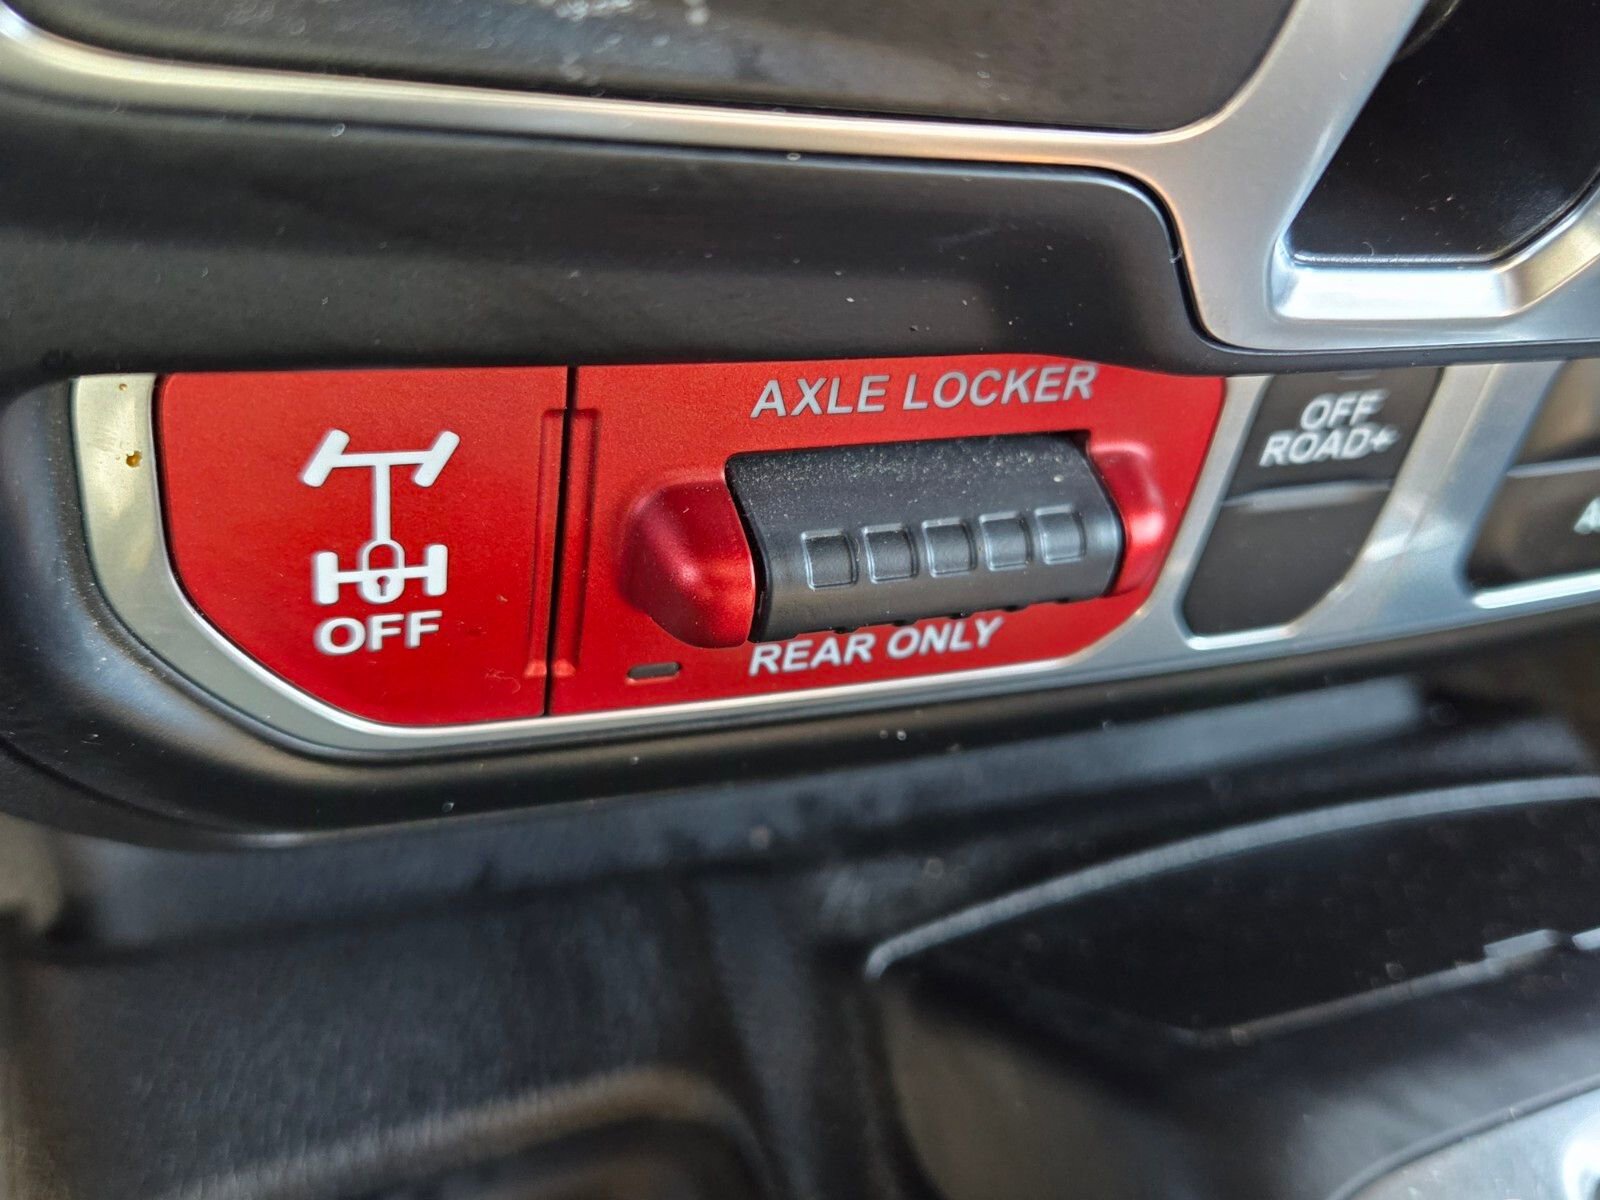 AXLE LOCKER
REAR ONLY
OFF
OFF
ROAD+